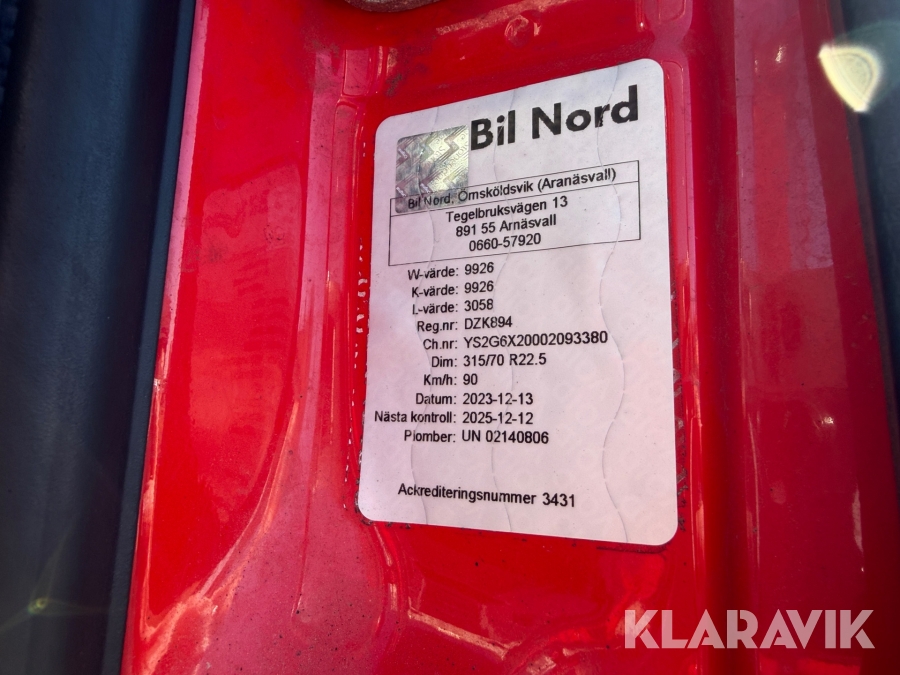 Bil Nord
Bil Nord, Örnsköldsvik (Aranäsvall)
Tegelbruksvägen 13
891 55 Arnäsvall
0660-57920
W-värde: 9926
K-värde: 9926
L-värde: 3058
Reg.nr: DZK894
Ch.nr: YS2G6X20002093380
Dim: 315/70 R22.5
Km/h: 90
Datum: 2023-12-13
Nästa kontroll: 2025-12-12
Plomber: UN 02140806
Ackrediteringsnummer 3431
KLARAVIK